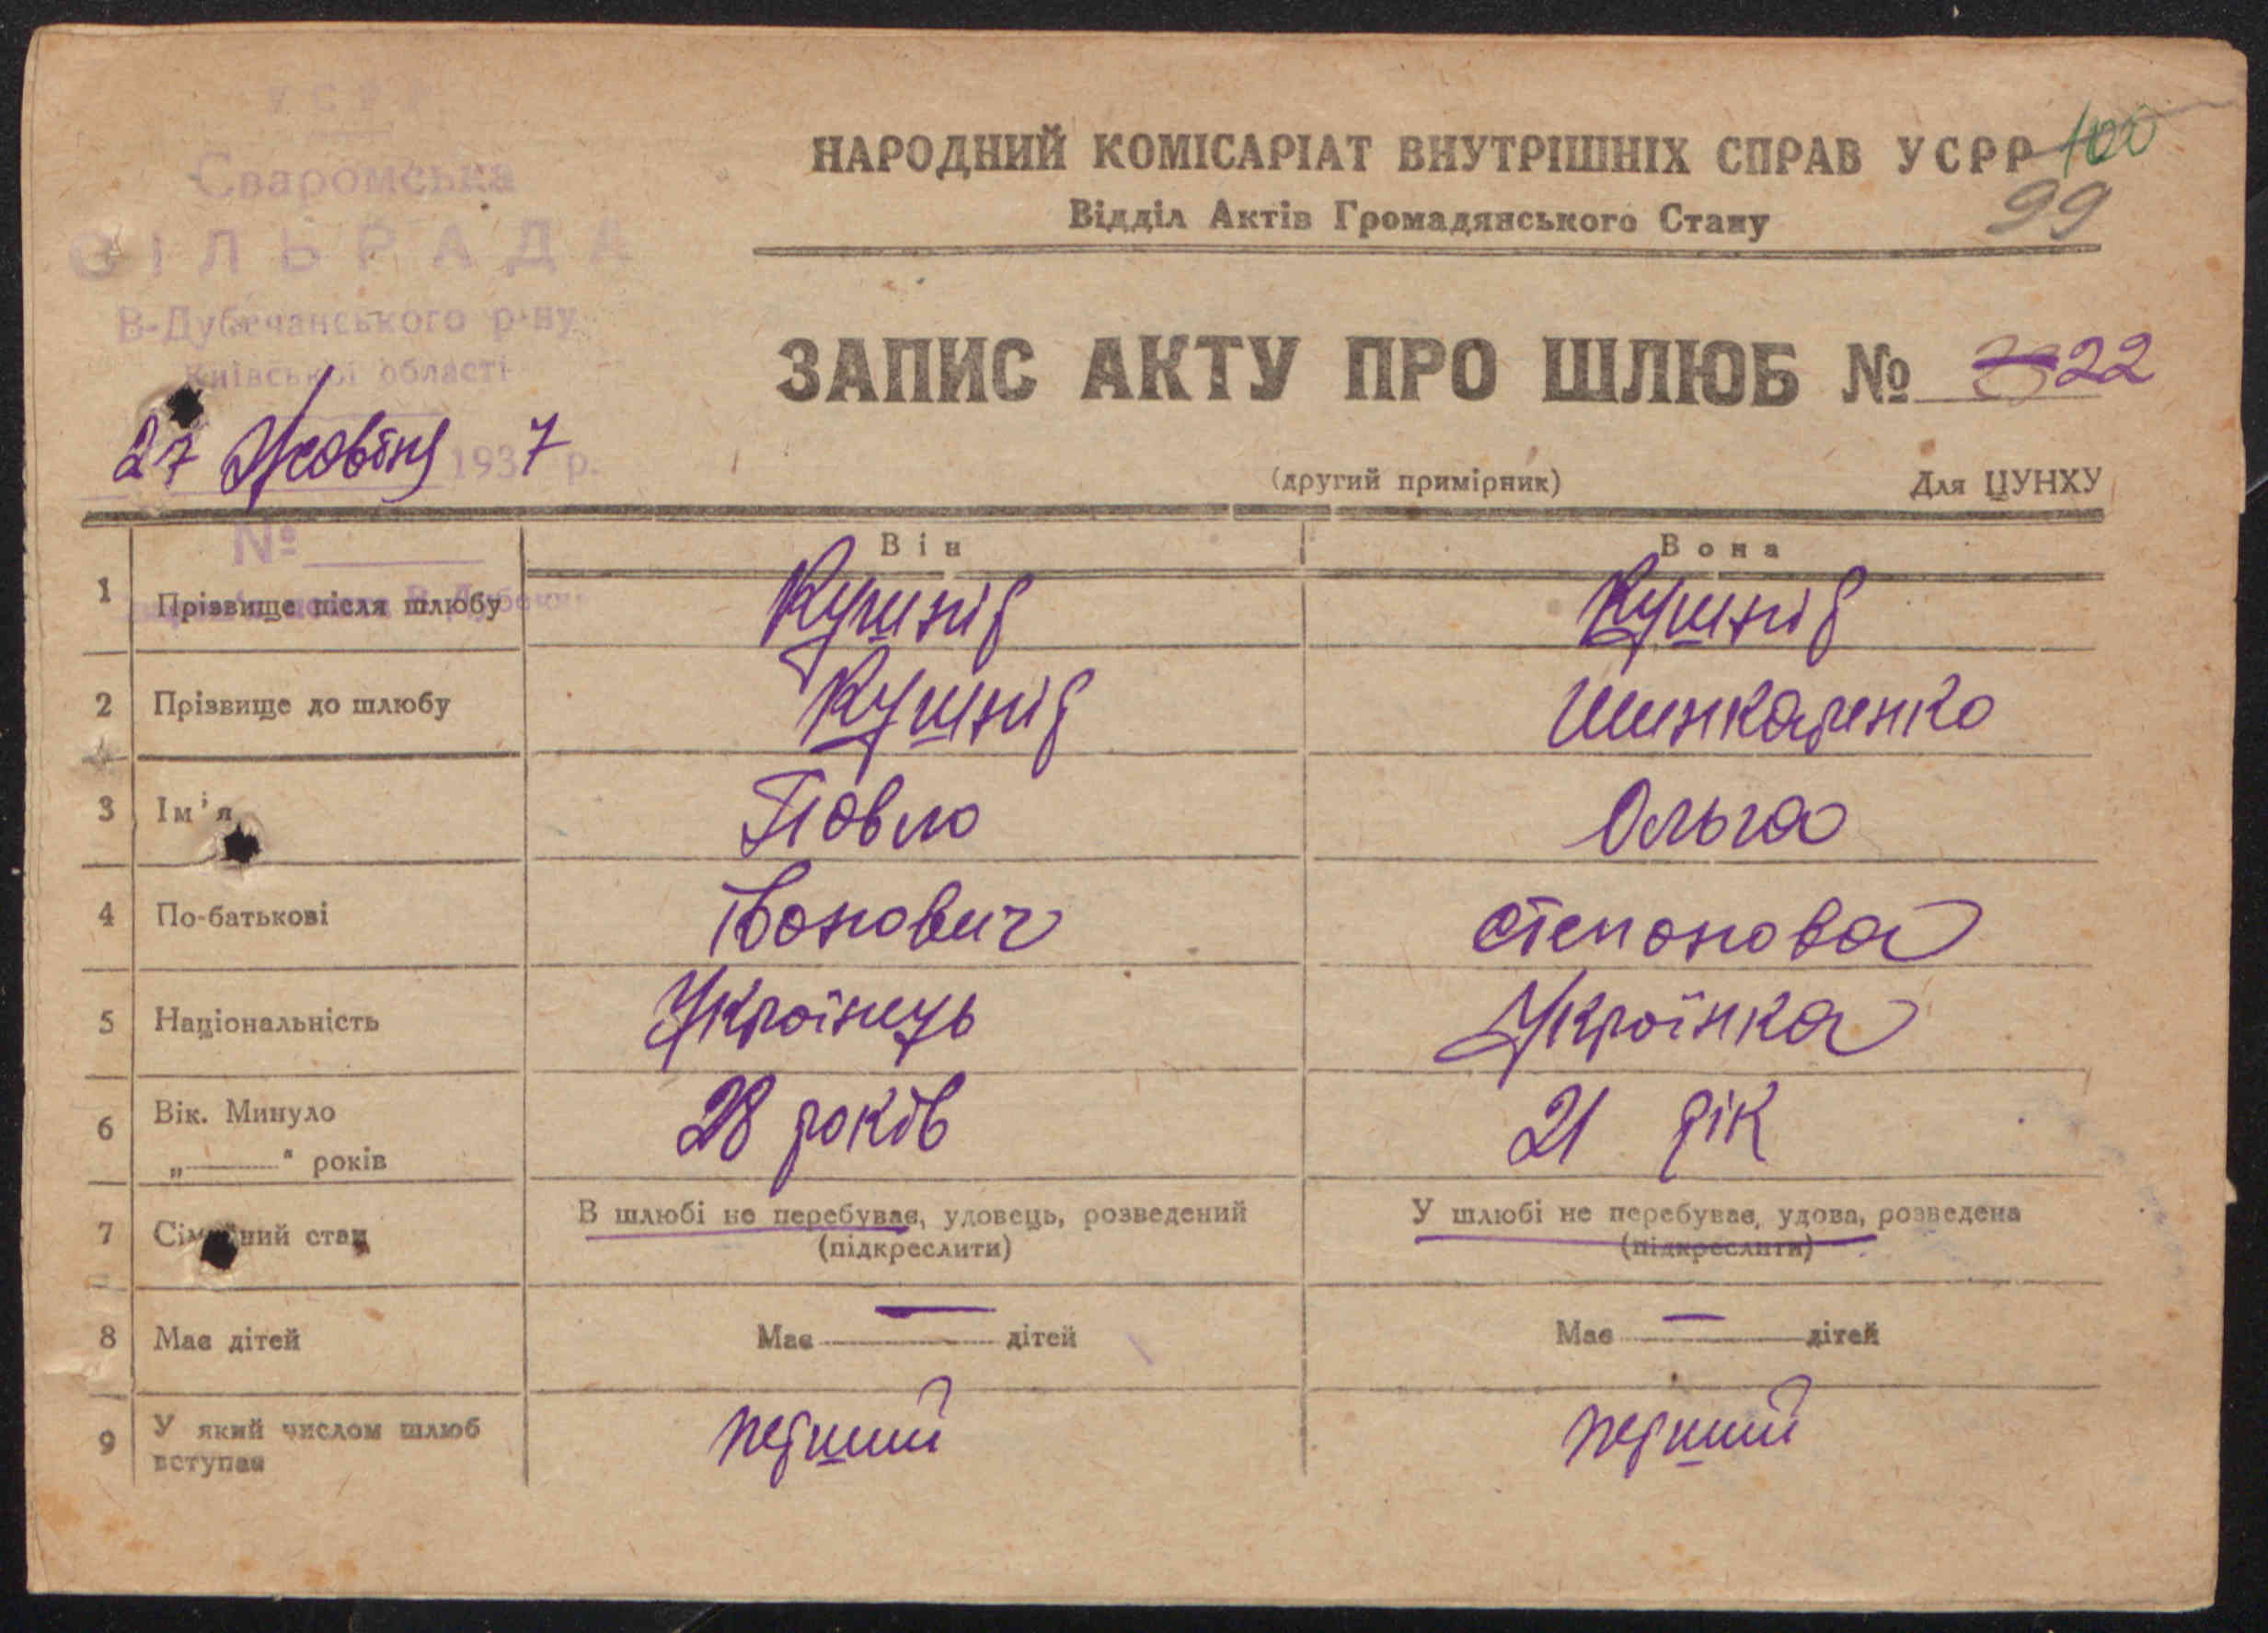 УСРР
Сваромська
СІЛЬРАДА
В-Дубечанського р-ну
Київської області
27 Жовтня 1937 р.
№
НАРОДНИЙ КОМІСАРІАТ ВНУТРІШНІХ СПРАВ УСРР 100
Відділ Актів Громадянського Стану 99
ЗАПИС АКТУ ПРО ШЛЮБ № 22
(другий примірник) Для ЦУНХУ
Він Вона
1 Прізвище після шлюбу Кушнір Кушнір
2 Прізвище до шлюбу Кушнір Шинкаренко
3 Ім'я Павло Ольга
4 По-батькові Іванович Степанова
5 Національність Українець Українка
6 Вік. Минуло 28 років 21 рік
„ “ років
7 Сімейний стан В шлюбі не перебуває, удовець, розведений У шлюбі не перебуває, удова, розведена
(підкреслити) (підкреслити)
8 Має дітей Має — дітей Має — дітей
9 У який числом шлюб перший перший
вступає